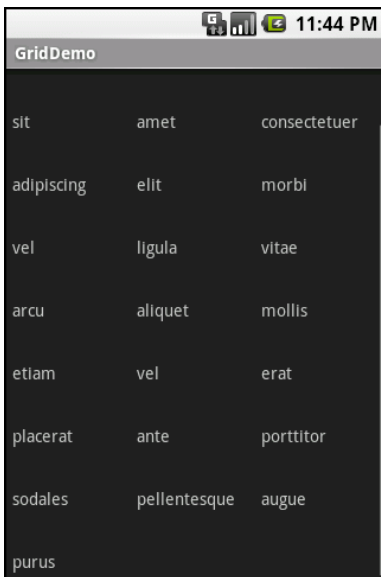 11:44 PM
GridDemo
sit amet consectetuer
adipiscing elit morbi
vel ligula vitae
arcu aliquet mollis
etiam vel erat
placerat ante porttitor
sodales pellentesque augue
purus